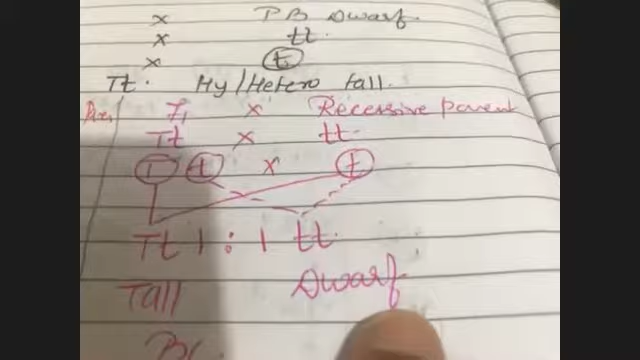 x PB Dwarf
x tt
x t
Tt. Hy/Hetero tall
F1 x Recessive parent
Tt x tt
T t x t
Tt 1 : 1 tt
Tall Dwarf